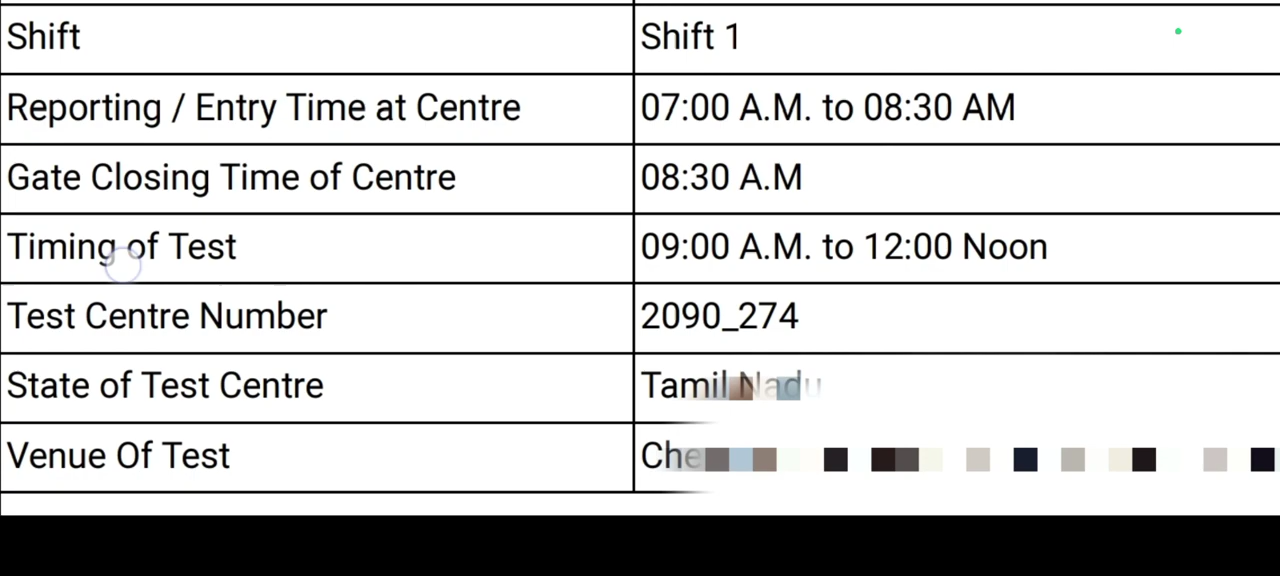 Shift Shift 1
Reporting / Entry Time at Centre 07:00 A.M. to 08:30 AM
Gate Closing Time of Centre 08:30 A.M
Timing of Test 09:00 A.M. to 12:00 Noon
Test Centre Number 2090_274
State of Test Centre Tamil Nadu
Venue Of Test